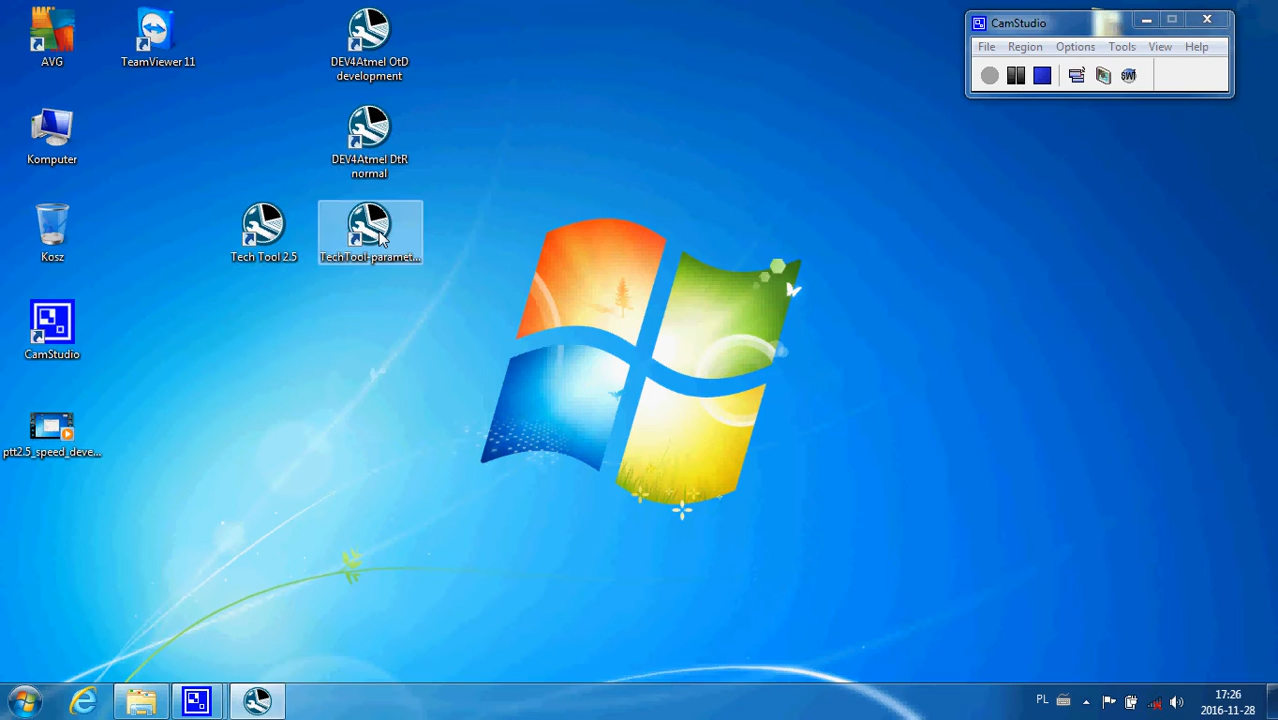 AVG
TeamViewer 11
DEV4Atmel OtD
development
Komputer
DEV4Atmel DtR
normal
Kosz
Tech Tool 2.5
TechTool-paramet...
CamStudio
ptt2.5_speed_deve...
CamStudio
File Region Options Tools View Help
SWF
PL
17:26
2016-11-28